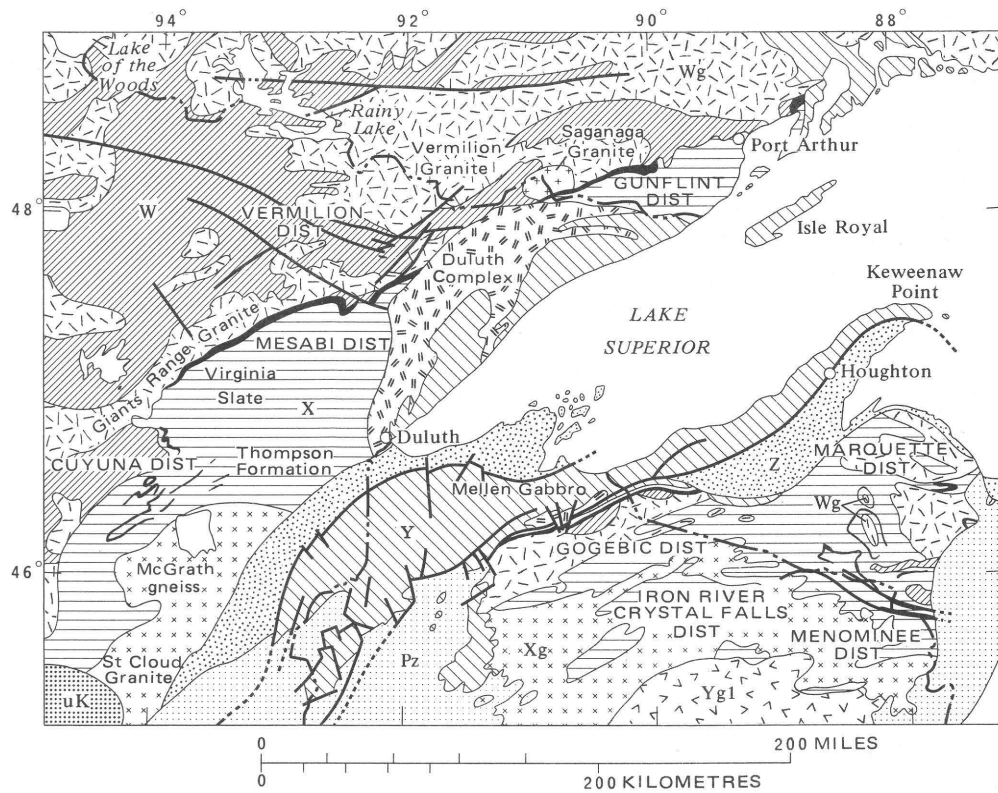 94° 92° 90° 88°
Lake
of the
Woods
Wg
Rainy
Lake
Saganaga
Granite
Port Arthur
Vermilion
Granite
GUNFLINT
DIST
48°
W
VERMILION
DIST
Isle Royal
Duluth
Complex
Keweenaw
Point
LAKE
SUPERIOR
Giants Range Granite
MESABI DIST
Virginia
Slate
Houghton
X
Duluth
CUYUNA DIST
Thompson
Formation
Z
MARQUETTE
DIST
Mellen Gabbro
Wg
Y
GOGEBIC DIST
46°
McGrath
gneiss
IRON RIVER
CRYSTAL FALLS
DIST
MENOMINEE
DIST
St Cloud
Granite
Pz
Xg
uK
Yg1
0 200 MILES
0 200 KILOMETRES